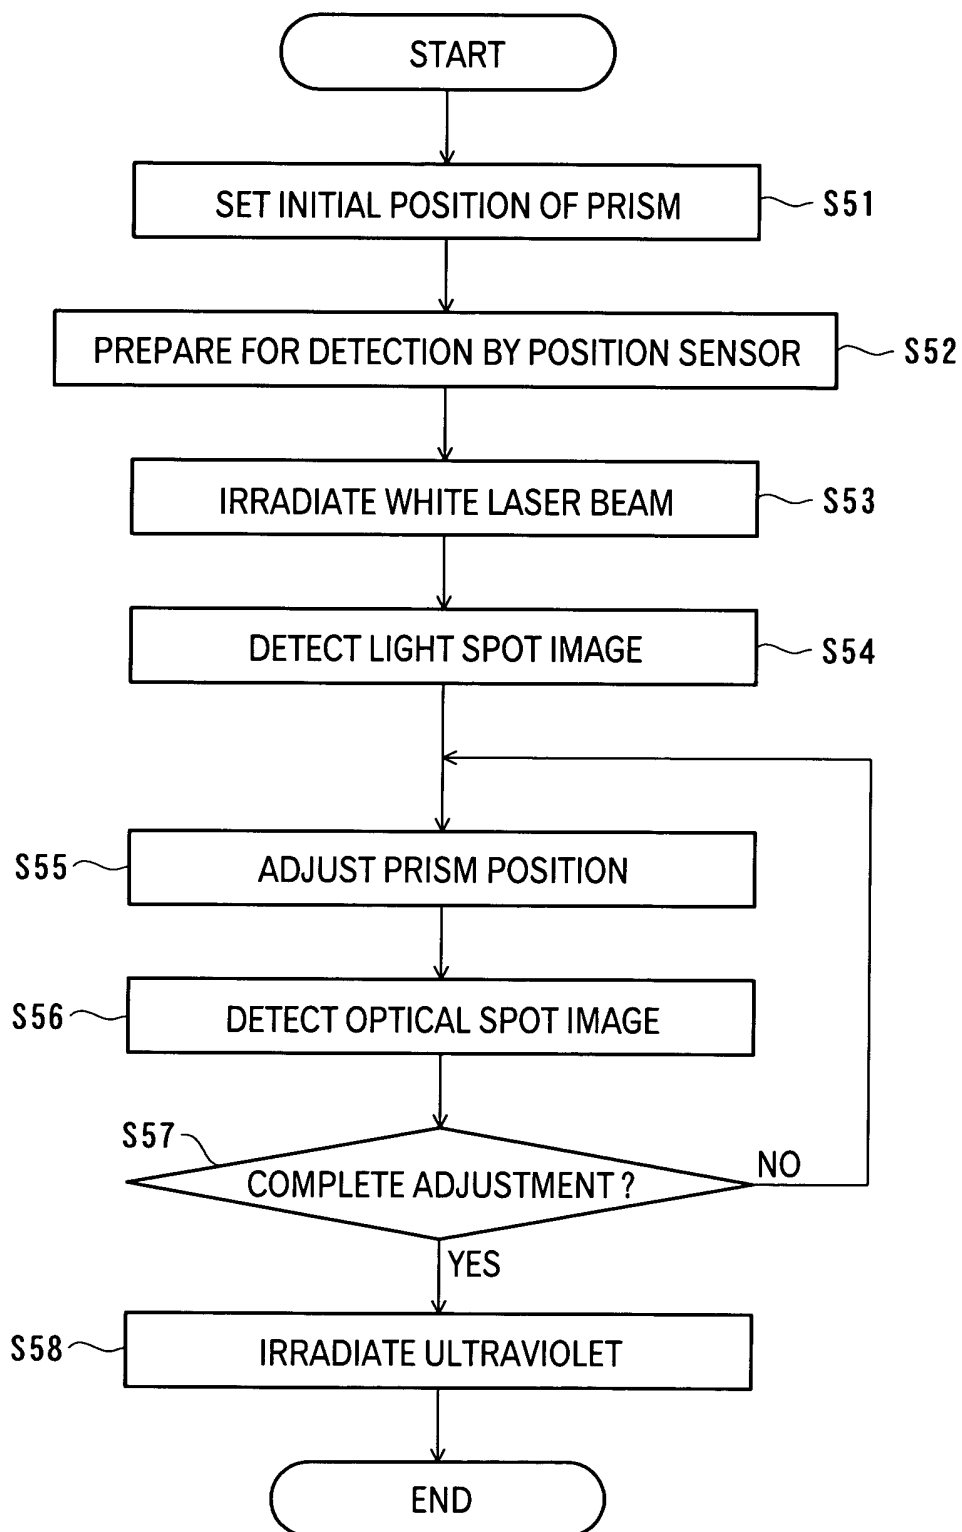 START
SET INITIAL POSITION OF PRISM
S51
PREPARE FOR DETECTION BY POSITION SENSOR
S52
IRRADIATE WHITE LASER BEAM
S53
DETECT LIGHT SPOT IMAGE
S54
S55
ADJUST PRISM POSITION
S56
DETECT OPTICAL SPOT IMAGE
S57
COMPLETE ADJUSTMENT ?
NO
YES
S58
IRRADIATE ULTRAVIOLET
END